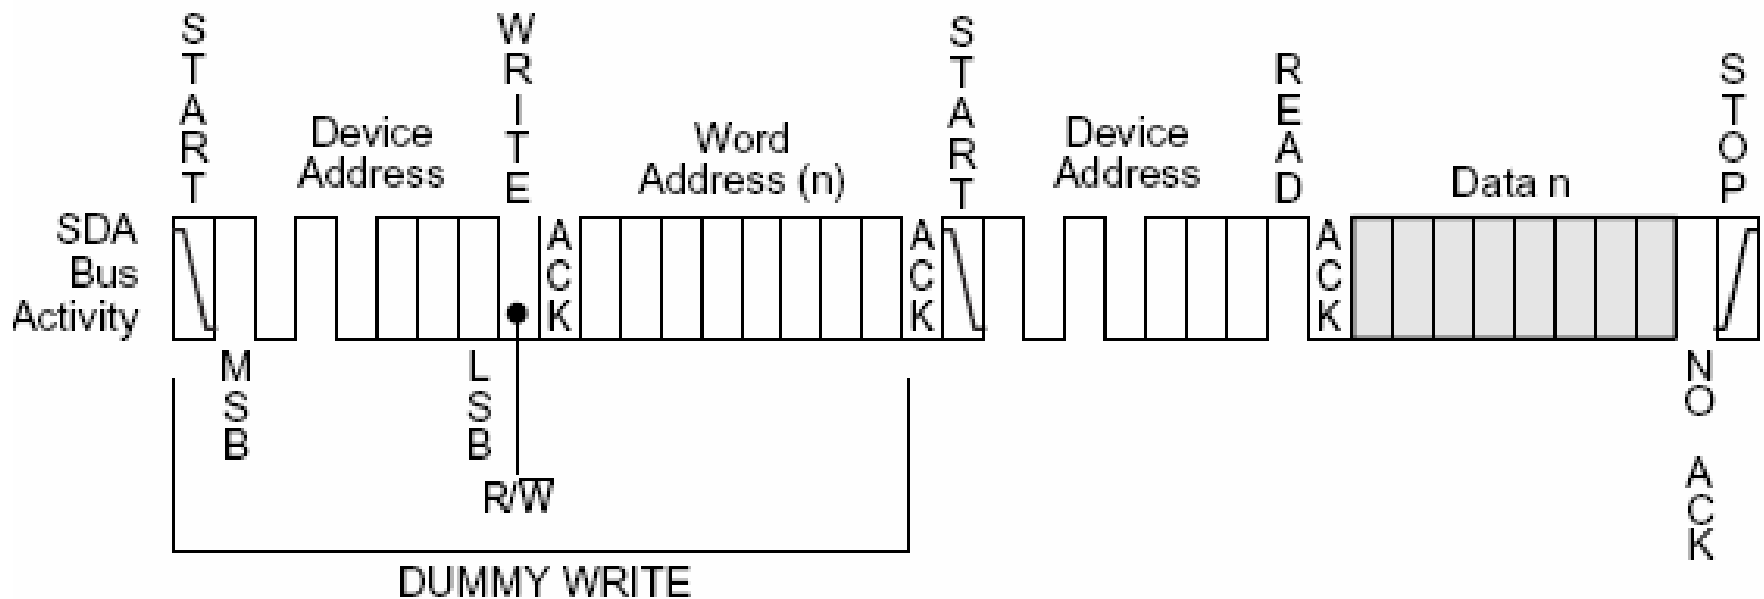 START
WRITE
START
READ
STOP
Device
Address
Word
Address (n)
Device
Address
Data n
SDA
Bus
Activity
ACK
ACK
ACK
MSB
LSB
R/W̅
NO ACK
DUMMY WRITE